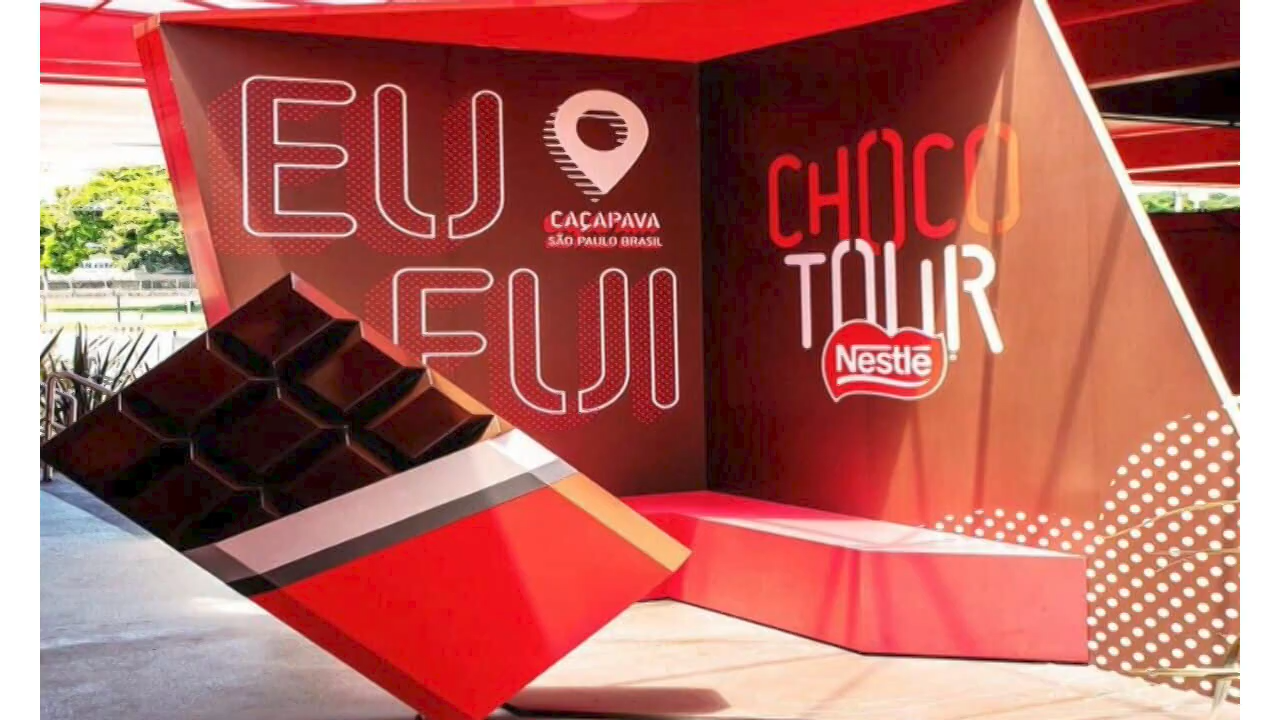 EU
CAÇAPAVA
SÃO PAULO BRASIL
FUI
CHOCO
TOUR
Nestlé